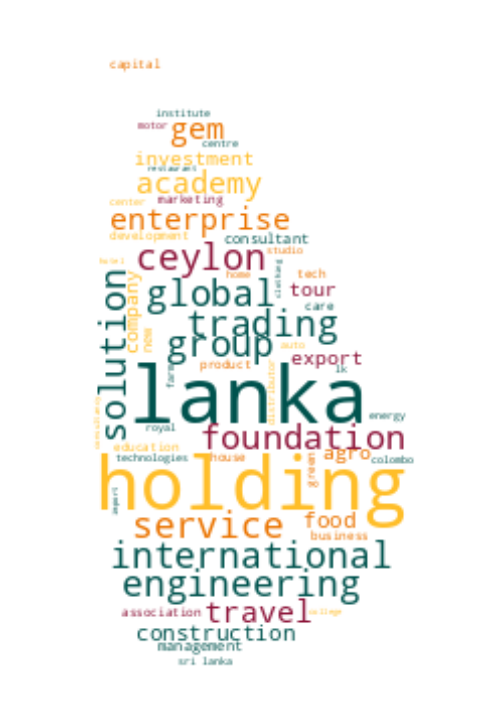 capital
institute
motor
gem
centre
investment
restaurant
academy
center
marketing
enterprise
development
consultant
ceylon
studio
hotel
home
clothing
tech
solution
company
global
tour
care
trading
new
group
auto
export
product
farm
lk
distributor
lanka
energy
consultancy
royal
foundation
education
technologies
house
green
agro
colombo
holding
import
service
food
business
international
engineering
association
travel
college
construction
management
sri lanka